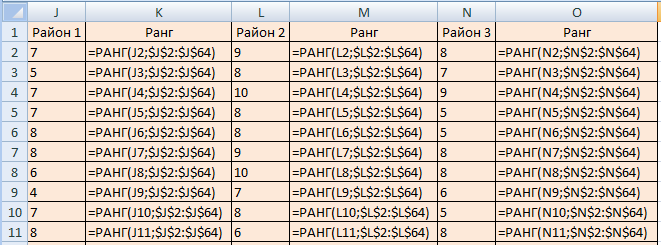 J K L M N O
1 Район 1 Ранг Район 2 Ранг Район 3 Ранг
2 7 =РАНГ(J2;$J$2:$J$64) 9 =РАНГ(L2;$L$2:$L$64) 8 =РАНГ(N2;$N$2:$N$64)
3 5 =РАНГ(J3;$J$2:$J$64) 8 =РАНГ(L3;$L$2:$L$64) 7 =РАНГ(N3;$N$2:$N$64)
4 7 =РАНГ(J4;$J$2:$J$64) 10 =РАНГ(L4;$L$2:$L$64) 9 =РАНГ(N4;$N$2:$N$64)
5 7 =РАНГ(J5;$J$2:$J$64) 8 =РАНГ(L5;$L$2:$L$64) 5 =РАНГ(N5;$N$2:$N$64)
6 8 =РАНГ(J6;$J$2:$J$64) 8 =РАНГ(L6;$L$2:$L$64) 5 =РАНГ(N6;$N$2:$N$64)
7 8 =РАНГ(J7;$J$2:$J$64) 9 =РАНГ(L7;$L$2:$L$64) 8 =РАНГ(N7;$N$2:$N$64)
8 6 =РАНГ(J8;$J$2:$J$64) 10 =РАНГ(L8;$L$2:$L$64) 8 =РАНГ(N8;$N$2:$N$64)
9 4 =РАНГ(J9;$J$2:$J$64) 7 =РАНГ(L9;$L$2:$L$64) 6 =РАНГ(N9;$N$2:$N$64)
10 7 =РАНГ(J10;$J$2:$J$64) 8 =РАНГ(L10;$L$2:$L$64) 5 =РАНГ(N10;$N$2:$N$64)
11 8 =РАНГ(J11;$J$2:$J$64) 6 =РАНГ(L11;$L$2:$L$64) 8 =РАНГ(N11;$N$2:$N$64)